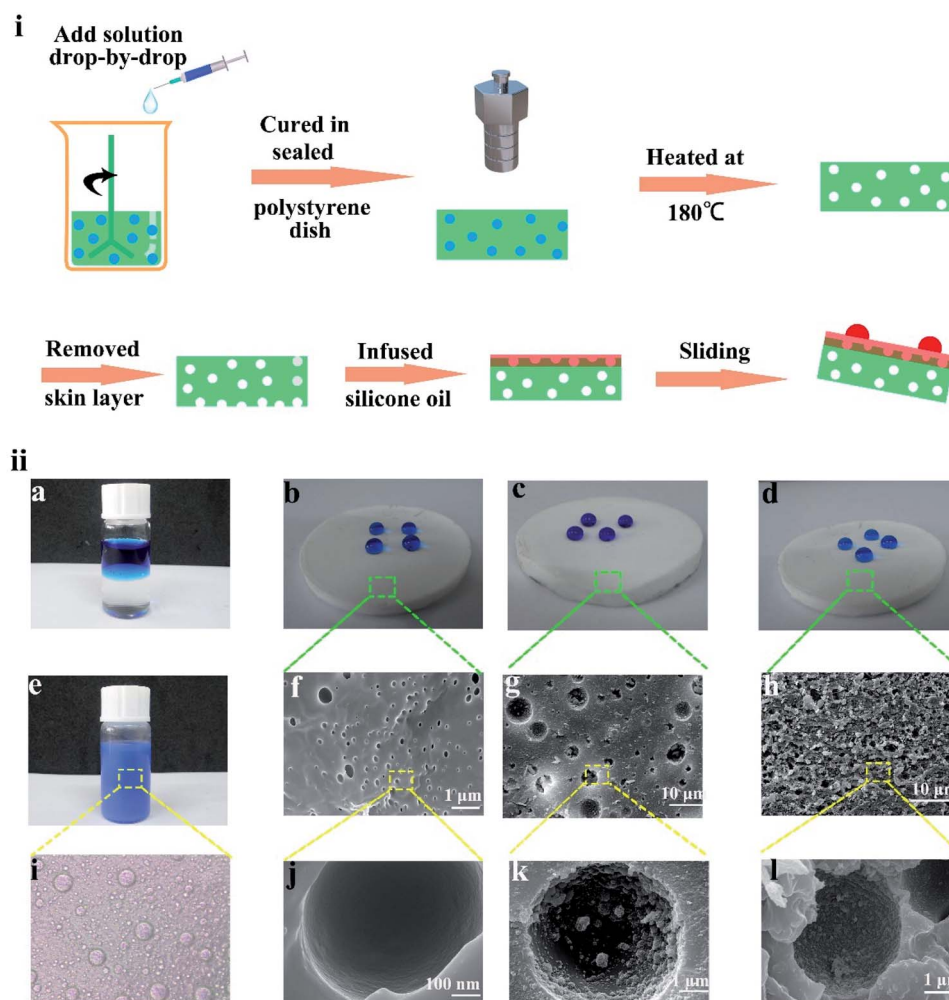 i
Add solution
drop-by-drop
Cured in
sealed
polystyrene
dish
Heated at
180℃
Removed
skin layer
Infused
silicone oil
Sliding
ii
a
b
c
d
e
f
1 μm
g
10 μm
h
10 μm
i
j
100 nm
k
1 μm
l
1 μ